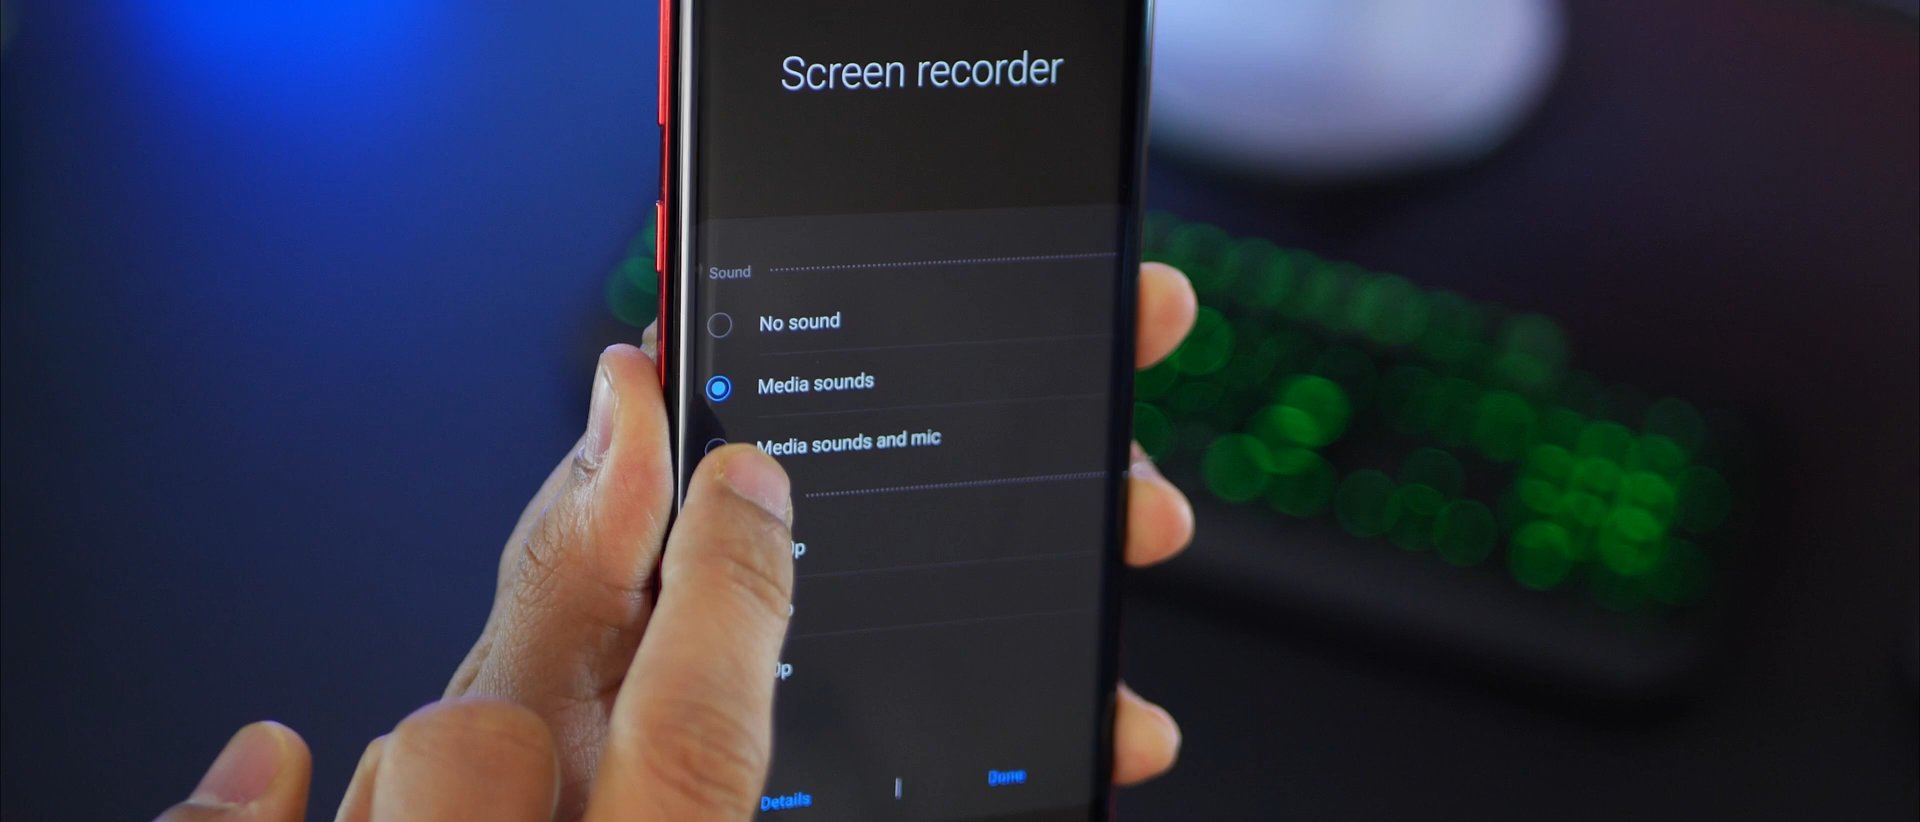 Screen recorder
Sound
No sound
Media sounds
Media sounds and mic
Details
Done